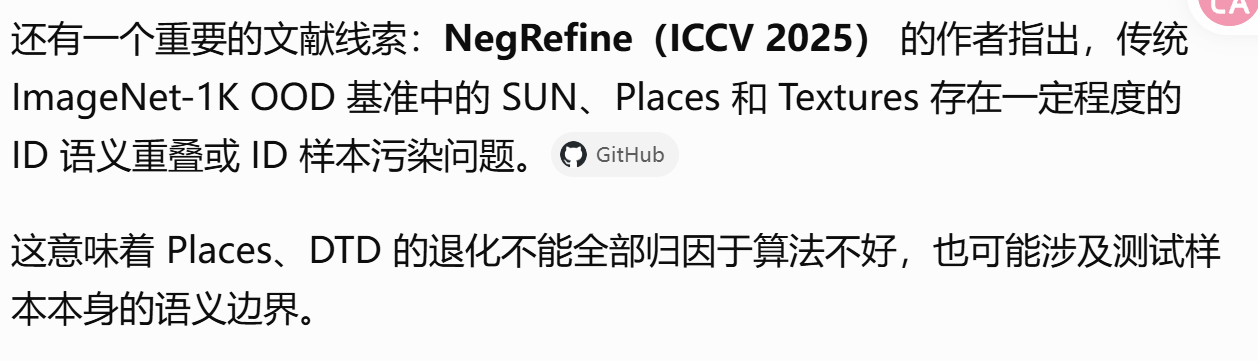 还有一个重要的文献线索：NegRefine（ICCV 2025） 的作者指出，传统
ImageNet-1K OOD 基准中的 SUN、Places 和 Textures 存在一定程度的
ID 语义重叠或 ID 样本污染问题。 GitHub
这意味着 Places、DTD 的退化不能全部归因于算法不好，也可能涉及测试样
本本身的语义边界。